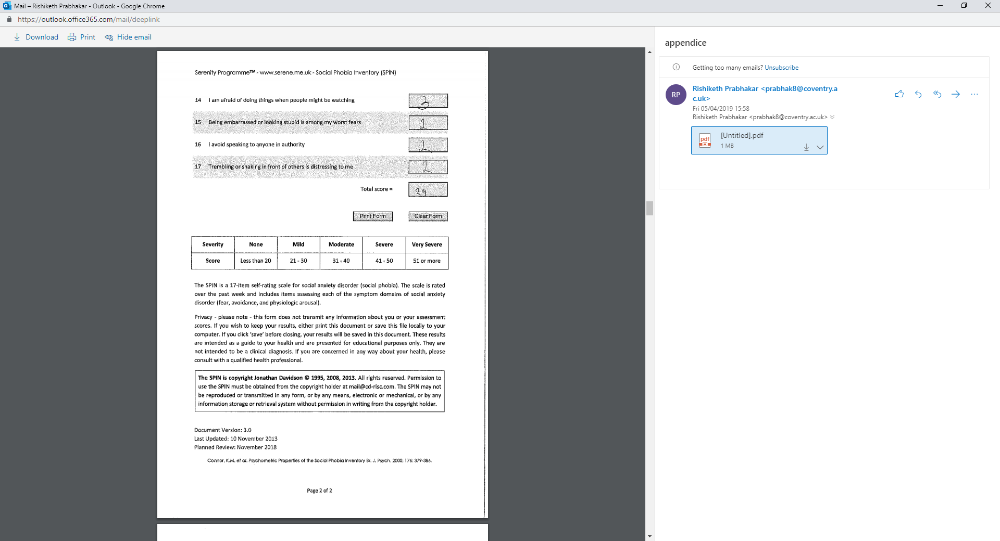 Mail – Rishiketh Prabhakar - Outlook - Google Chrome
https://outlook.office365.com/mail/deeplink
Download Print Hide email
Serenity Programme™ - www.serene.me.uk - Social Phobia Inventory (SPIN)
14 I am afraid of doing things when people might be watching 3
15 Being embarrassed or looking stupid is among my worst fears 2
16 I avoid speaking to anyone in authority 2
17 Trembling or shaking in front of others is distressing to me 2
Total score = 29
Print Form Clear Form
Severity None Mild Moderate Severe Very Severe
Score Less than 20 21 - 30 31 - 40 41 - 50 51 or more
The SPIN is a 17-item self-rating scale for social anxiety disorder (social phobia). The scale is rated
over the past week and includes items assessing each of the symptom domains of social anxiety
disorder (fear, avoidance, and physiologic arousal).
Privacy - please note - this form does not transmit any information about you or your assessment
scores. If you wish to keep your results, either print this document or save this file locally to your
computer. If you click 'save' before closing, your results will be saved in this document. These results
are intended as a guide to your health and are presented for educational purposes only. They are
not intended to be a clinical diagnosis. If you are concerned in any way about your health, please
consult with a qualified health professional.
The SPIN is copyright Jonathan Davidson © 1995, 2008, 2013. All rights reserved. Permission to
use the SPIN must be obtained from the copyright holder at mail@cd-risc.com. The SPIN may not
be reproduced or transmitted in any form, or by any means, electronic or mechanical, or by any
information storage or retrieval system without permission in writing from the copyright holder.
Document Version: 3.0
Last Updated: 10 November 2013
Planned Review: November 2018
Connor, K.M. et al. Psychometric Properties of the Social Phobia Inventory Br. J. Psych. 2000; 176: 379-386.
Page 2 of 2
appendice
Getting too many emails? Unsubscribe
RP
Rishiketh Prabhakar <prabhak8@coventry.a
c.uk>
Fri 05/04/2019 15:58
Rishiketh Prabhakar <prabhak8@coventry.ac.uk>
pdf
[Untitled].pdf
1 MB